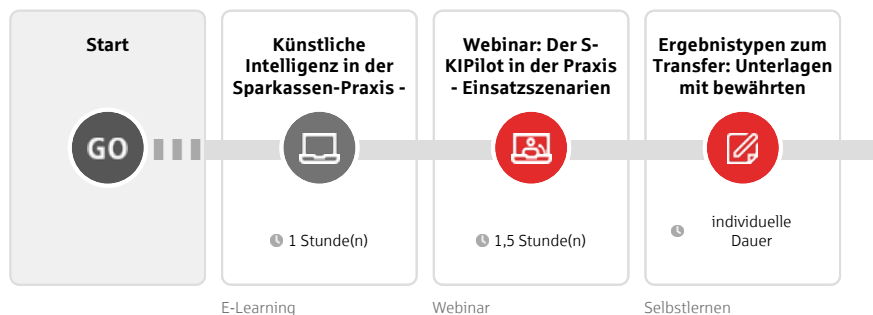 Start
GO
Künstliche
Intelligenz in der
Sparkassen-Praxis -
1 Stunde(n)
E-Learning
Webinar: Der S-
KIPilot in der Praxis
- Einsatzszenarien
1,5 Stunde(n)
Webinar
Ergebnistypen zum
Transfer: Unterlagen
mit bewährten
individuelle
Dauer
Selbstlernen